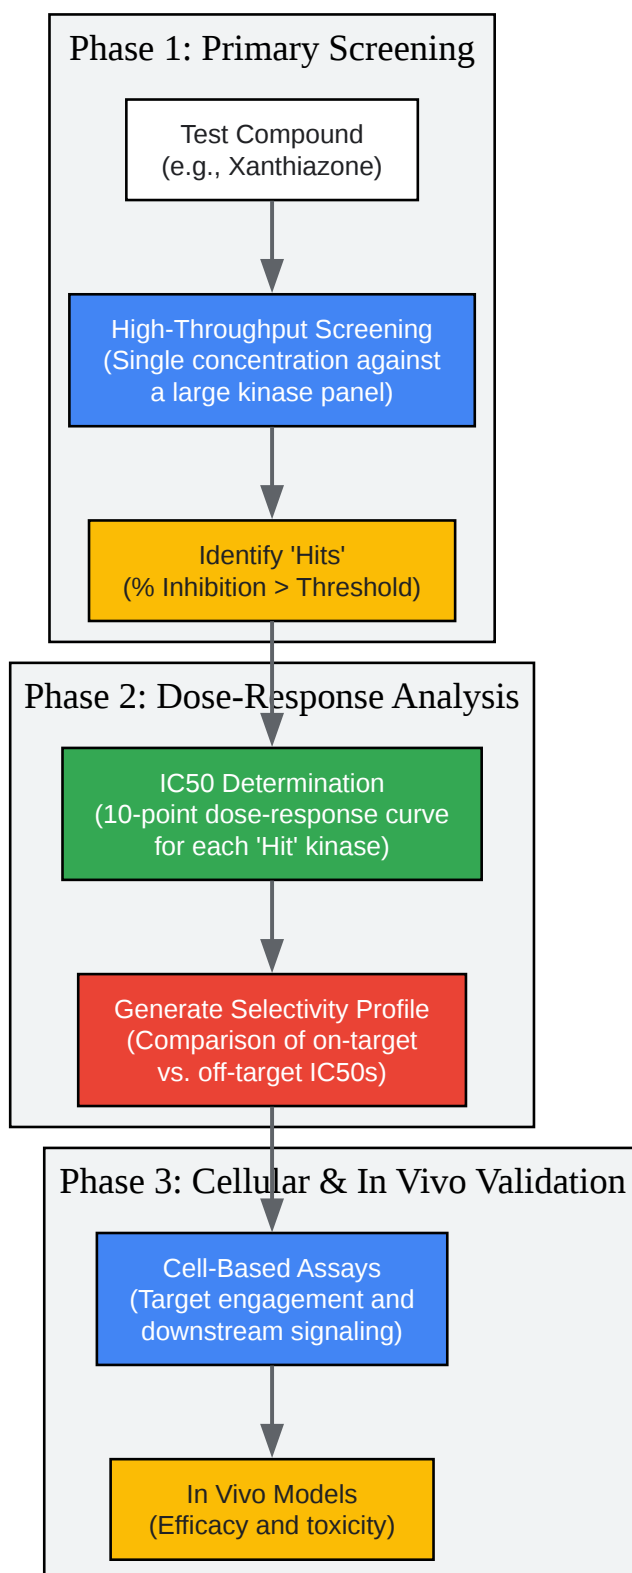 Phase 1: Primary Screening
Test Compound
(e.g., Xanthiazone)
High-Throughput Screening
(Single concentration against
a large kinase panel)
Identify 'Hits'
(% Inhibition > Threshold)
Phase 2: Dose-Response Analysis
IC50 Determination
(10-point dose-response curve
for each 'Hit' kinase)
Generate Selectivity Profile
(Comparison of on-target
vs. off-target IC50s)
Phase 3: Cellular & In Vivo Validation
Cell-Based Assays
(Target engagement and
downstream signaling)
In Vivo Models
(Efficacy and toxicity)